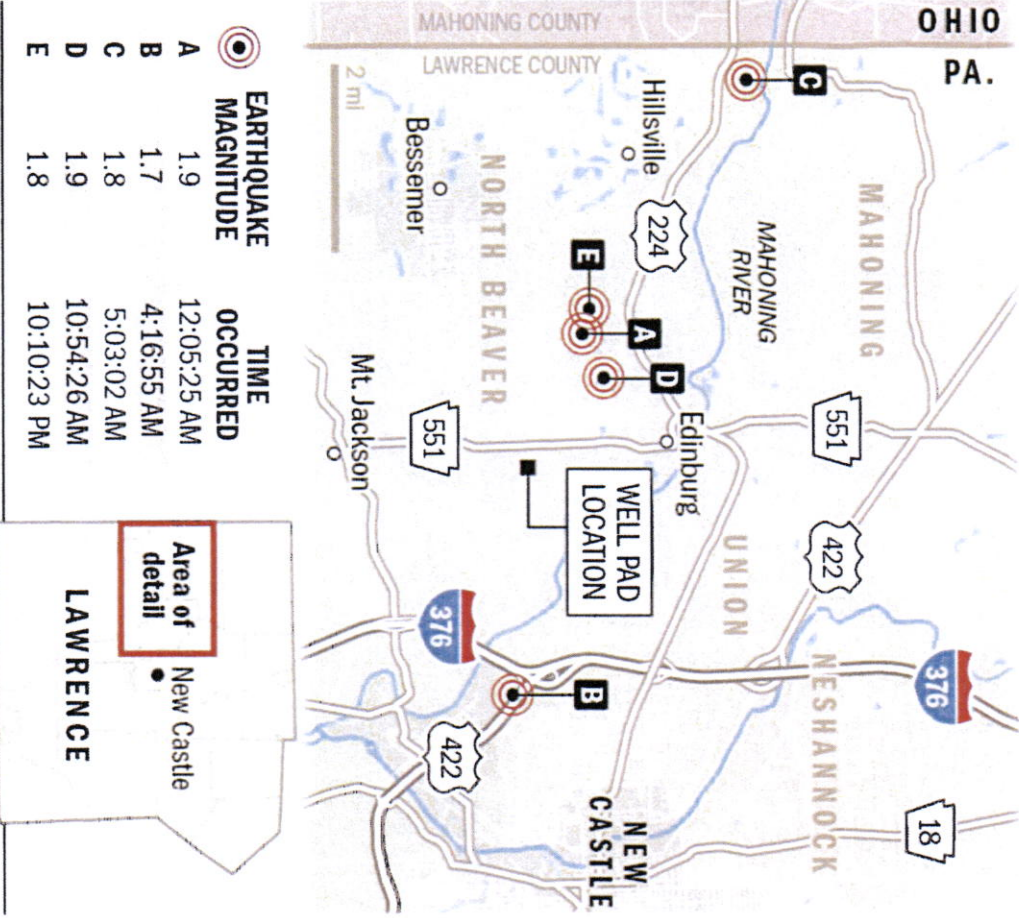 OHIO
PA.
MAHONING COUNTY
LAWRENCE COUNTY
376
18
MAHONING
551
422
NESHANNOCK
C
MAHONING
RIVER
UNION
Edinburg
D
224
A
Hillsville
NEW
CASTLE
WELL PAD
LOCATION
E
B
NORTH BEAVER
551
376
422
Bessemer
Mt. Jackson
2 mi
EARTHQUAKE
MAGNITUDE
TIME
OCCURRED
A 1.9 12:05:25 AM
B 1.7 4:16:55 AM
C 1.8 5:03:02 AM
D 1.9 10:54:26 AM
E 1.8 10:10:23 PM
Area of
detail
New Castle
LAWRENCE